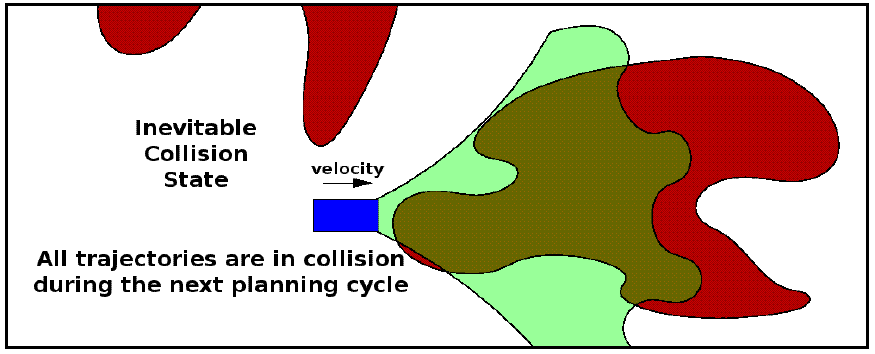 Inevitable
Collision
State
velocity
All trajectories are in collision
during the next planning cycle